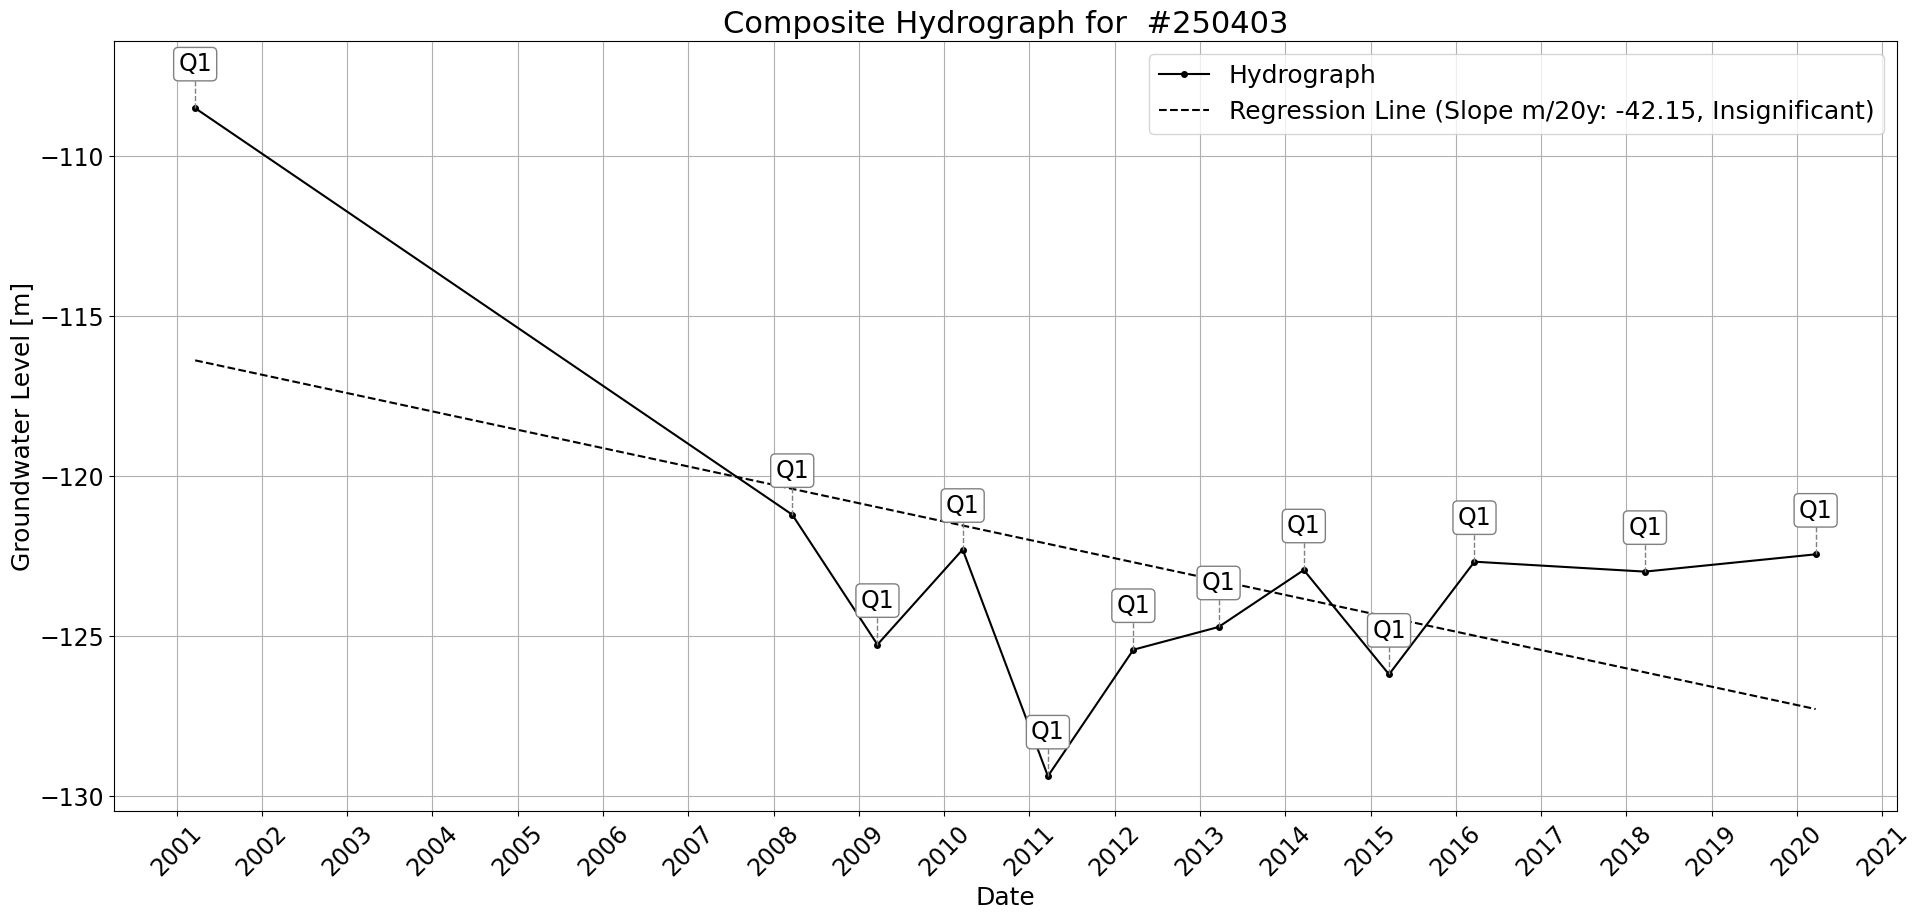 Composite Hydrograph for  #250403
Hydrograph
Regression Line (Slope m/20y: -42.15, Insignificant)
Groundwater Level [m]
−110
−115
−120
−125
−130
Q1
Q1
Q1
Q1
Q1
Q1
Q1
Q1
Q1
Q1
Q1
Q1
2001
2002
2003
2004
2005
2006
2007
2008
2009
2010
2011
2012
2013
2014
2015
2016
2017
2018
2019
2020
2021
Date